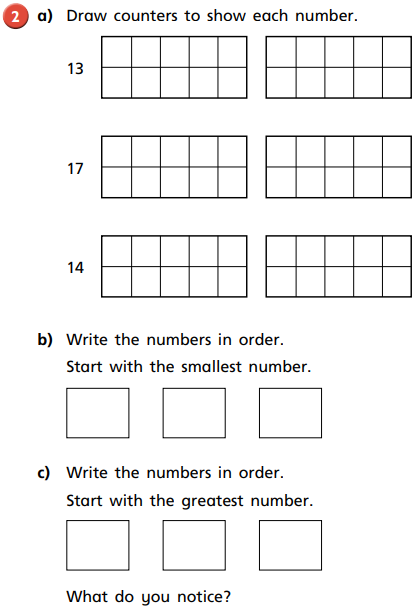 2 a) Draw counters to show each number.
13
17
14
b) Write the numbers in order.
Start with the smallest number.
c) Write the numbers in order.
Start with the greatest number.
What do you notice?